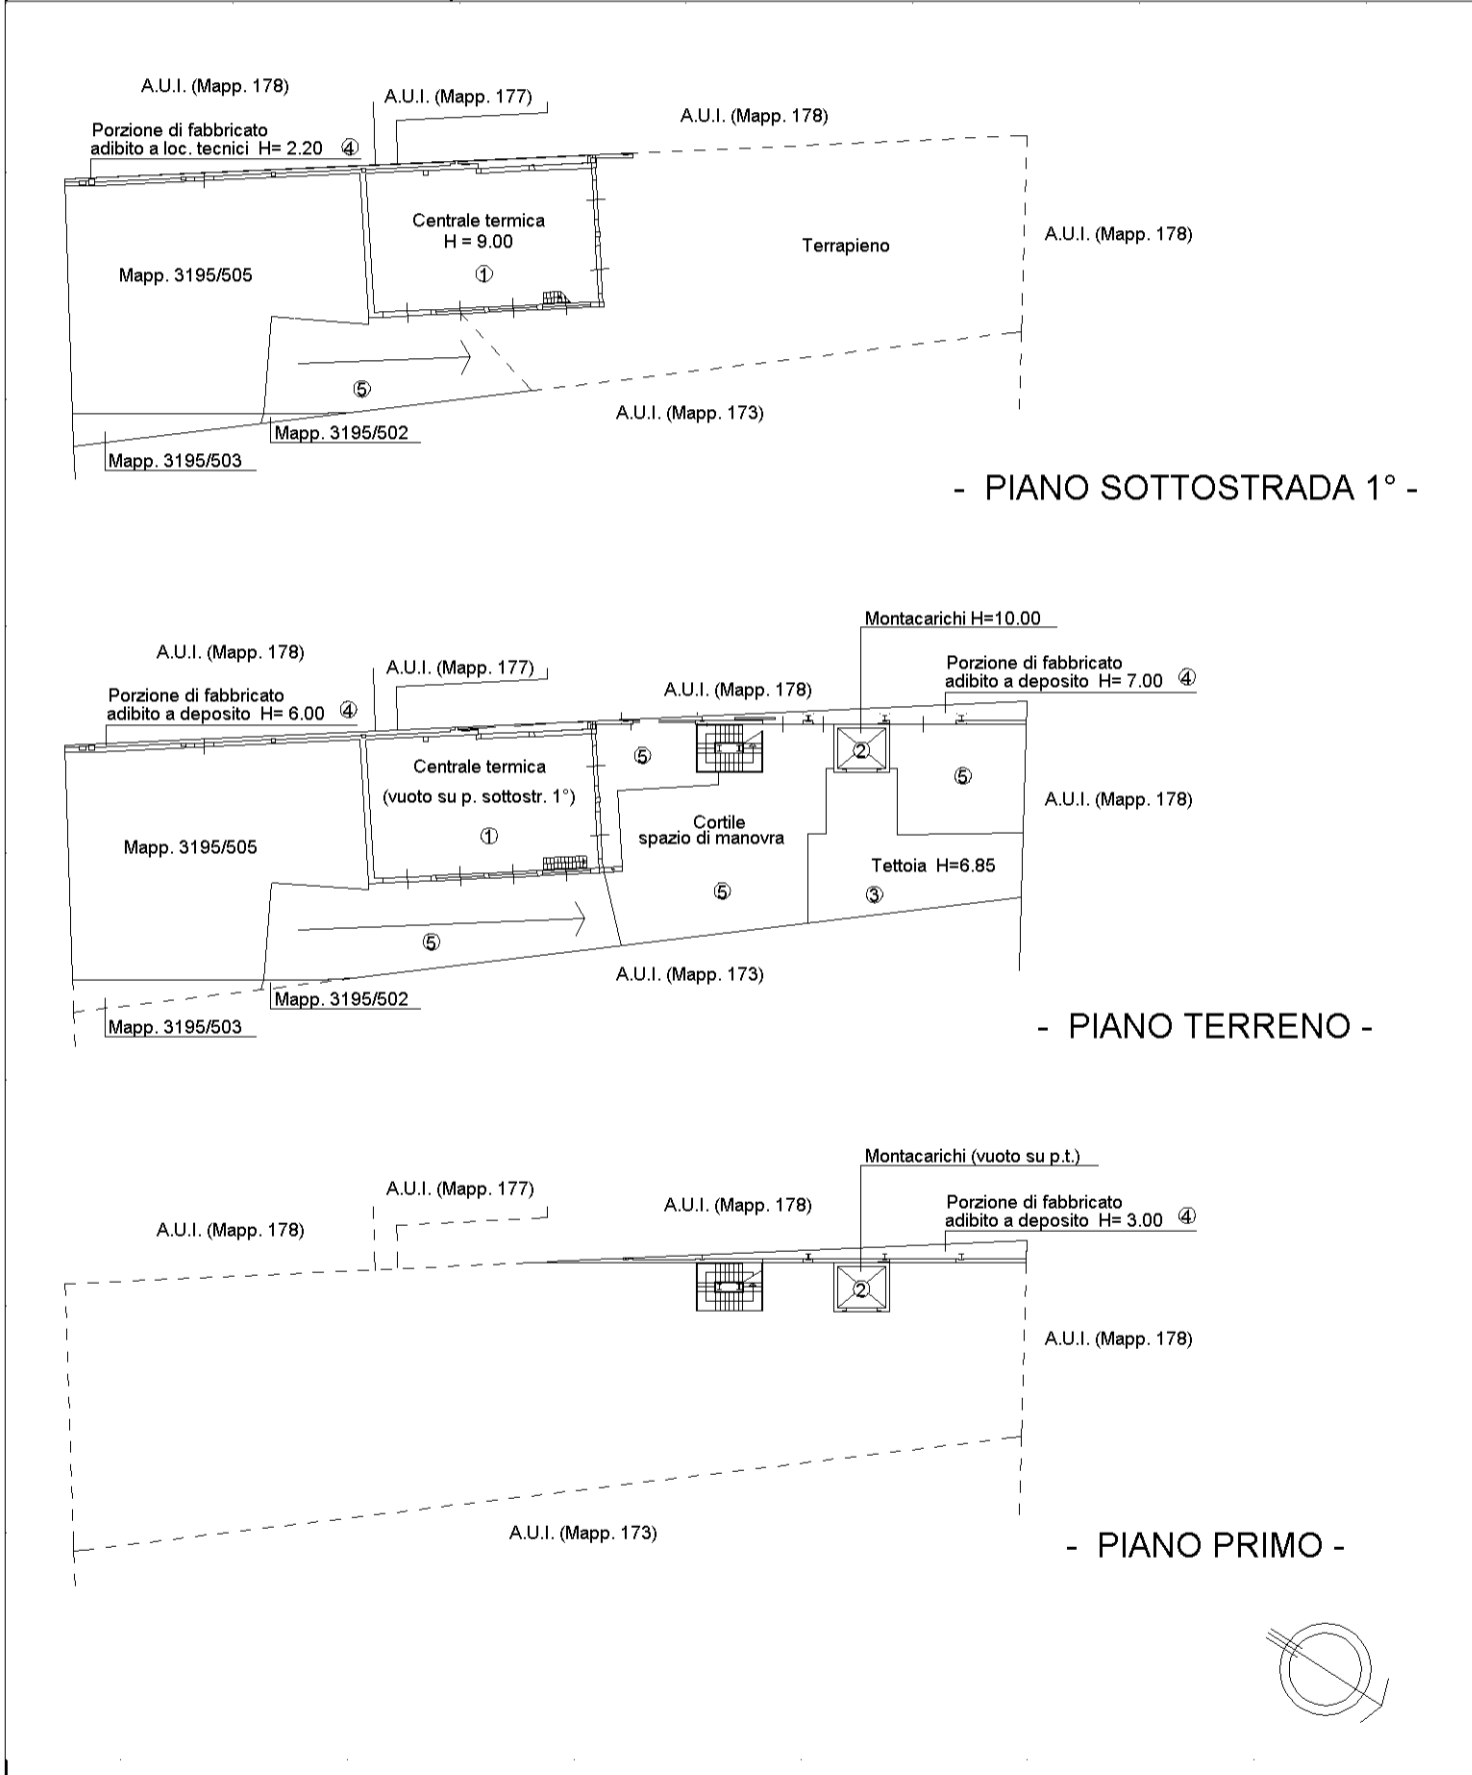 A.U.I. (Mapp. 178)
A.U.I. (Mapp. 177)
A.U.I. (Mapp. 178)
Porzione di fabbricato
adibito a loc. tecnici H= 2.20 4
Centrale termica
H = 9.00
1
Terrapieno
A.U.I. (Mapp. 178)
Mapp. 3195/505
5
A.U.I. (Mapp. 173)
Mapp. 3195/502
Mapp. 3195/503
- PIANO SOTTOSTRADA 1° -
Montacarichi H=10.00
A.U.I. (Mapp. 178)
A.U.I. (Mapp. 177)
A.U.I. (Mapp. 178)
Porzione di fabbricato
adibito a deposito H= 7.00 4
Porzione di fabbricato
adibito a deposito H= 6.00 4
Centrale termica
(vuoto su p. sottostr. 1°)
1
5
2
5
A.U.I. (Mapp. 178)
Cortile
spazio di manovra
5
Mapp. 3195/505
Tettoia H=6.85
3
5
A.U.I. (Mapp. 173)
Mapp. 3195/502
Mapp. 3195/503
- PIANO TERRENO -
Montacarichi (vuoto su p.t.)
A.U.I. (Mapp. 178)
A.U.I. (Mapp. 177)
A.U.I. (Mapp. 178)
Porzione di fabbricato
adibito a deposito H= 3.00 4
2
A.U.I. (Mapp. 178)
A.U.I. (Mapp. 173)
- PIANO PRIMO -